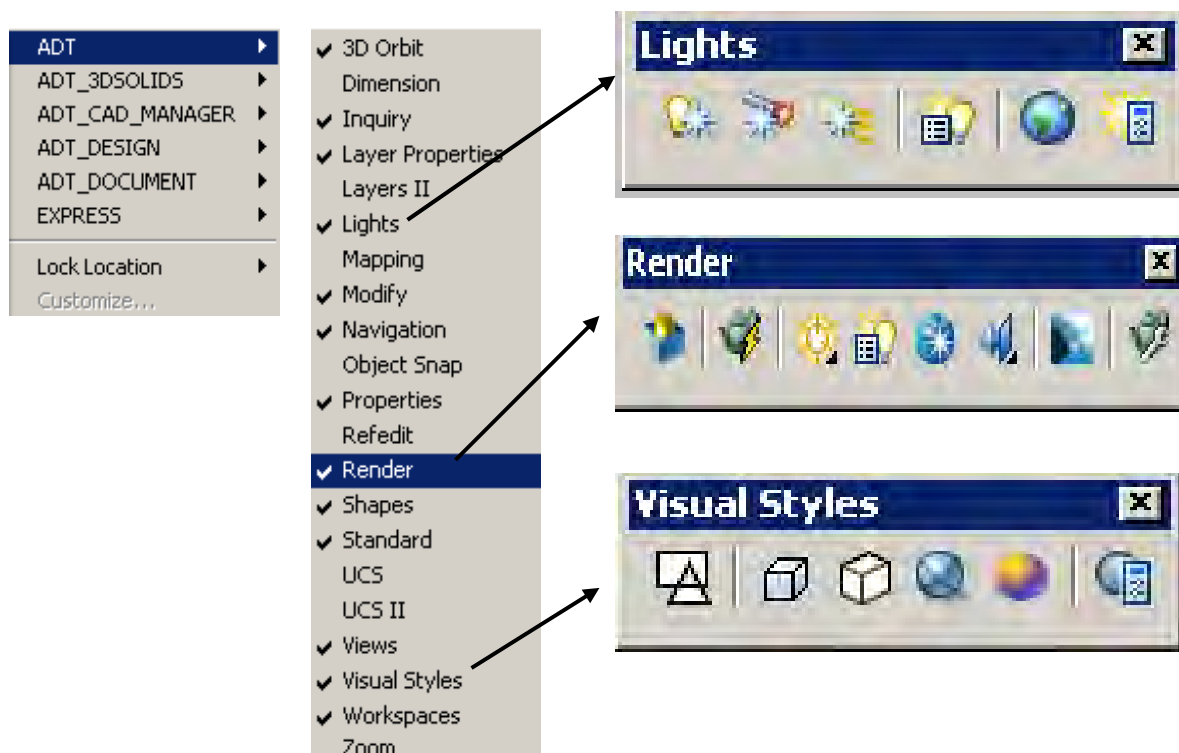 ADT
ADT_3DSOLIDS
ADT_CAD_MANAGER
ADT_DESIGN
ADT_DOCUMENT
EXPRESS
Lock Location
Customize...
3D Orbit
Dimension
Inquiry
Layer Properties
Layers II
Lights
Mapping
Modify
Navigation
Object Snap
Properties
Refedit
Render
Shapes
Standard
UCS
UCS II
Views
Visual Styles
Workspaces
Zoom
Lights
Render
Visual Styles